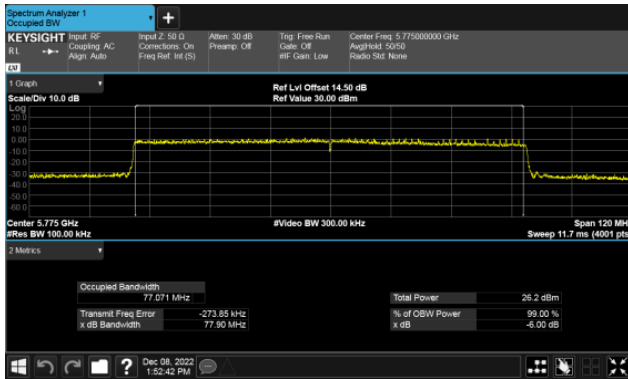 Spectrum Analyzer 1
Occupied BW
KEYSIGHT Input: RF Input Z: 50 Ω Atten: 30 dB Trig: Free Run Center Freq: 5.775000000 GHz
R L Coupling: AC Corrections: On Preamp: Off Gate: Off Avg|Hold: 50/50
Align: Auto Freq Ref: Int (S) #IF Gain: Low Radio Std: None
LXI
1 Graph Ref Lvl Offset 14.50 dB
Scale/Div 10.0 dB Ref Value 30.00 dBm
Log
20.0
10.0
0.00
-10.0
-20.0
-30.0
-40.0
-50.0
-60.0
Center 5.775 GHz #Video BW 300.00 kHz Span 120 MH
#Res BW 100.00 kHz Sweep 11.7 ms (4001 pts
2 Metrics
Occupied Bandwidth
77.071 MHz Total Power 26.2 dBm
Transmit Freq Error -273.85 kHz % of OBW Power 99.00 %
x dB Bandwidth 77.90 MHz x dB -6.00 dB
Dec 08, 2022
1:52:42 PM